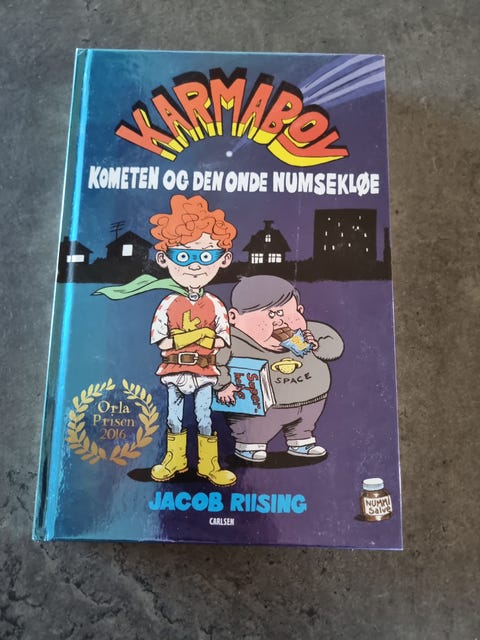 KARMABOY
KOMETEN OG DEN ONDE NUMSEKLØE
K
SPACE
Orla
Prisen
2016
JACOB RIISING
CARLSEN
NUMMI
Salve